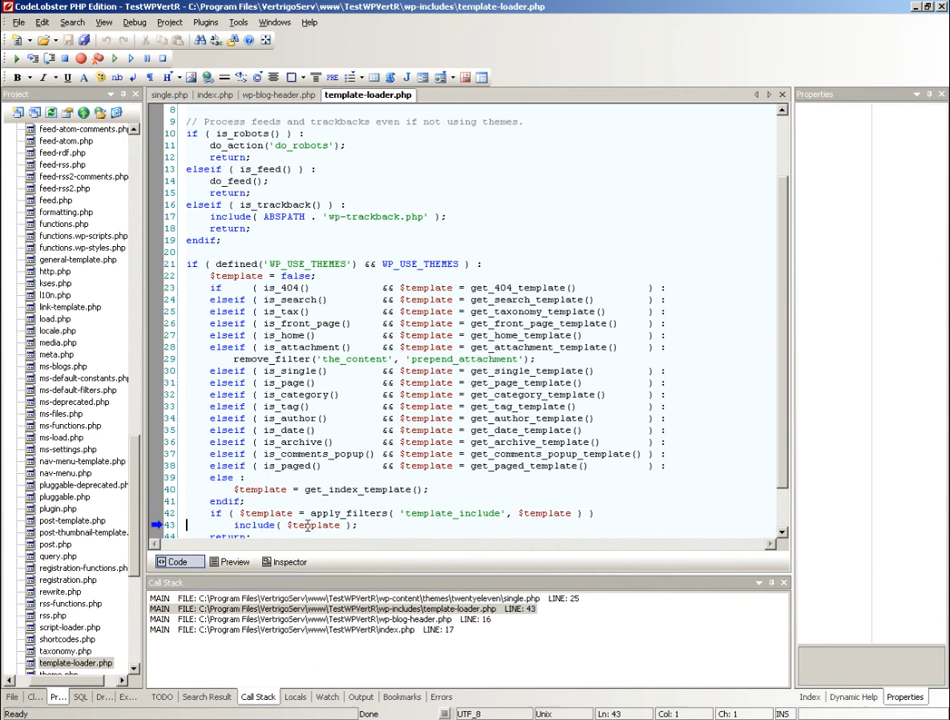 CodeLobster PHP Edition - TestWPVertR - C:\Program Files\VertrigoServ\www\TestWPVertR\wp-includes\template-loader.php
File Edit Search View Debug Project Plugins Tools Windows Help
B I U
H
Project
single.php index.php wp-blog-header.php template-loader.php
Properties
feed-atom-comments.php
feed-atom.php
feed-rdf.php
feed-rss.php
feed-rss2-comments.php
feed-rss2.php
feed.php
formatting.php
functions.php
functions.wp-scripts.php
functions.wp-styles.php
general-template.php
http.php
kses.php
l10n.php
link-template.php
load.php
locale.php
media.php
meta.php
ms-blogs.php
ms-default-constants.php
ms-default-filters.php
ms-deprecated.php
ms-files.php
ms-functions.php
ms-load.php
ms-settings.php
nav-menu-template.php
nav-menu.php
pluggable-deprecated.php
pluggable.php
plugin.php
post-template.php
post-thumbnail-template.
post.php
query.php
registration-functions.php
registration.php
rewrite.php
rss-functions.php
rss.php
script-loader.php
shortcodes.php
taxonomy.php
template-loader.php
theme.php
8
9 // Process feeds and trackbacks even if not using themes.
10 if ( is_robots() ) :
11 do_action('do_robots');
12 return;
13 elseif ( is_feed() ) :
14 do_feed();
15 return;
16 elseif ( is_trackback() ) :
17 include( ABSPATH . 'wp-trackback.php' );
18 return;
19 endif;
20
21 if ( defined('WP_USE_THEMES') && WP_USE_THEMES ) :
22 $template = false;
23 if ( is_404() && $template = get_404_template() ) :
24 elseif ( is_search() && $template = get_search_template() ) :
25 elseif ( is_tax() && $template = get_taxonomy_template() ) :
26 elseif ( is_front_page() && $template = get_front_page_template() ) :
27 elseif ( is_home() && $template = get_home_template() ) :
28 elseif ( is_attachment() && $template = get_attachment_template() ) :
29 remove_filter('the_content', 'prepend_attachment');
30 elseif ( is_single() && $template = get_single_template() ) :
31 elseif ( is_page() && $template = get_page_template() ) :
32 elseif ( is_category() && $template = get_category_template() ) :
33 elseif ( is_tag() && $template = get_tag_template() ) :
34 elseif ( is_author() && $template = get_author_template() ) :
35 elseif ( is_date() && $template = get_date_template() ) :
36 elseif ( is_archive() && $template = get_archive_template() ) :
37 elseif ( is_comments_popup() && $template = get_comments_popup_template() ) :
38 elseif ( is_paged() && $template = get_paged_template() ) :
39 else :
40 $template = get_index_template();
41 endif;
42 if ( $template = apply_filters( 'template_include', $template ) )
43 include( $template );
44 return;
Code Preview Inspector
Call Stack
MAIN FILE: C:\Program Files\VertrigoServ\www\TestWPVertR\wp-content\themes\twentyeleven\single.php LINE: 25
MAIN FILE: C:\Program Files\VertrigoServ\www\TestWPVertR\wp-includes\template-loader.php LINE: 43
MAIN FILE: C:\Program Files\VertrigoServ\www\TestWPVertR\wp-blog-header.php LINE: 16
MAIN FILE: C:\Program Files\VertrigoServ\www\TestWPVertR\index.php LINE: 17
File Cl... Pr... SQL Dr... Ex...
TODO Search Result Call Stack Locals Watch Output Bookmarks Errors
Index Dynamic Help Properties
Ready Done UTF_8 Unix Ln: 43 Col: 1 Ch: 1 INS